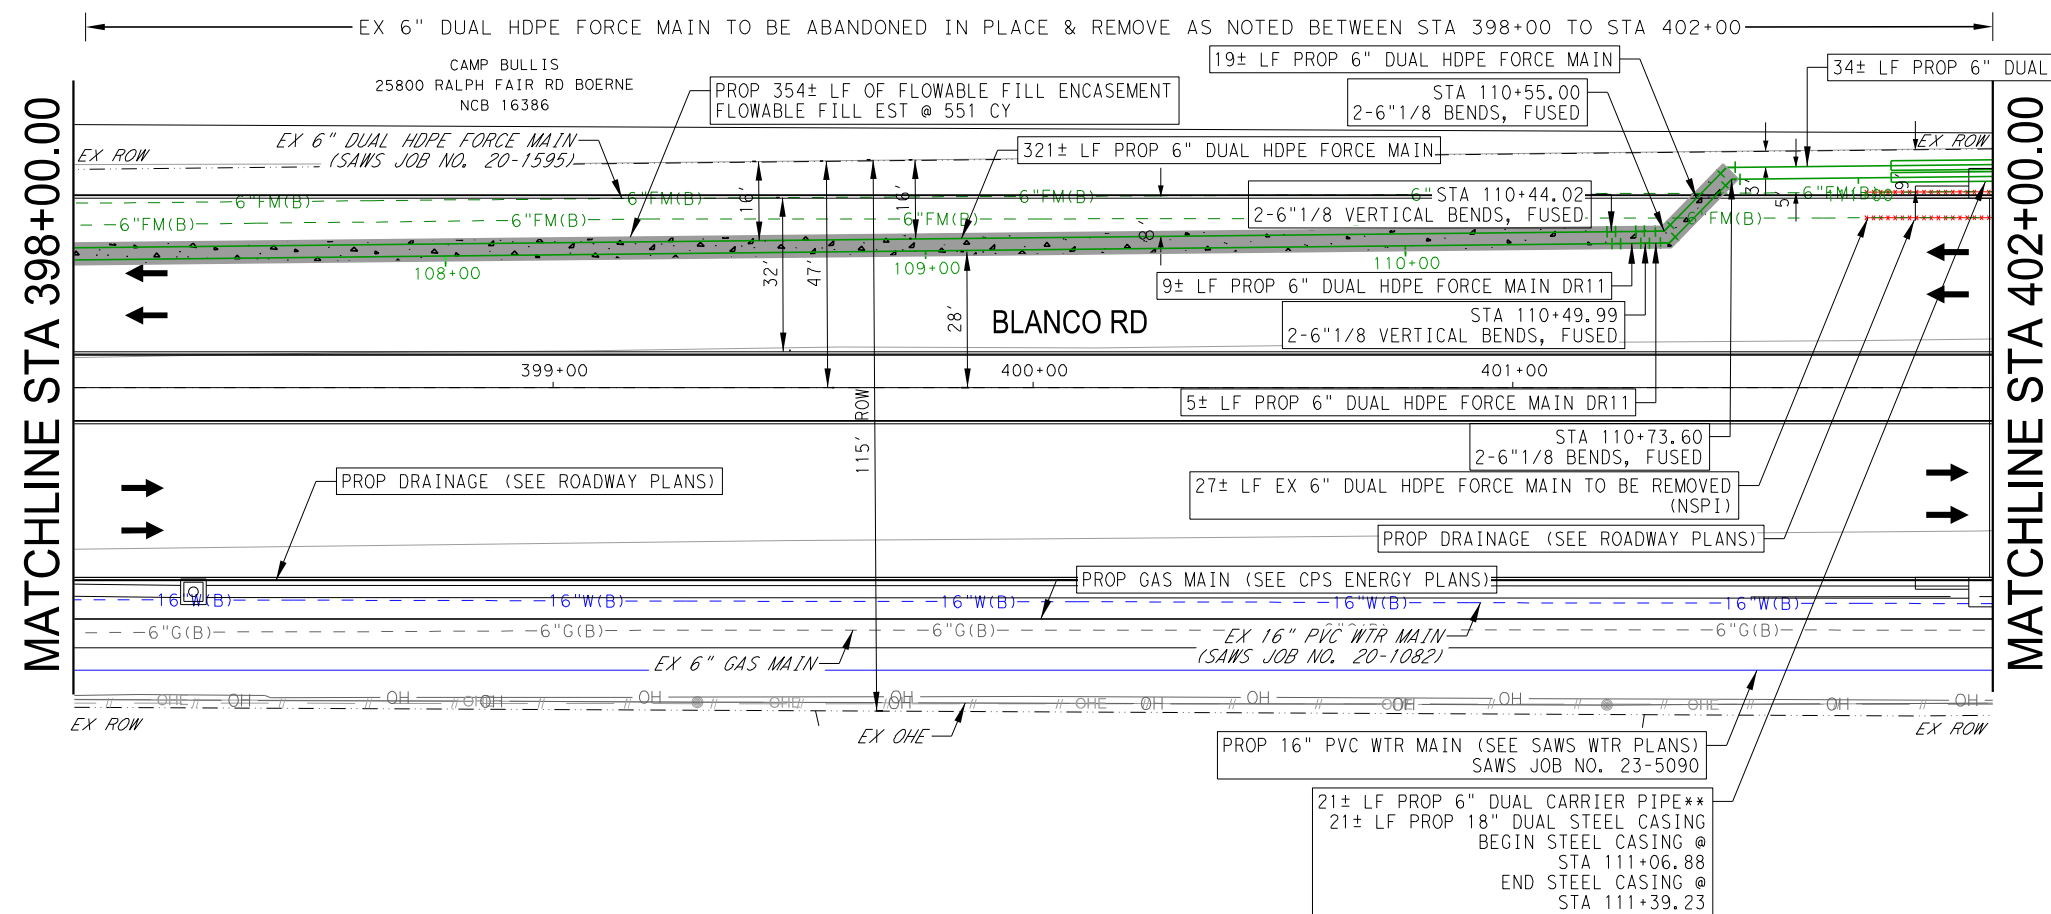 EX 6" DUAL HDPE FORCE MAIN TO BE ABANDONED IN PLACE & REMOVE AS NOTED BETWEEN STA 398+00 TO STA 402+00
CAMP BULLIS
25800 RALPH FAIR RD BOERNE
NCB 16386
PROP 354± LF OF FLOWABLE FILL ENCASEMENT
FLOWABLE FILL EST @ 551 CY
19± LF PROP 6" DUAL HDPE FORCE MAIN
34± LF PROP 6" DUAL
STA 110+55.00
2-6"1/8 BENDS, FUSED
MATCHLINE STA 398+00.00
MATCHLINE STA 402+00.00
EX ROW
EX 6" DUAL HDPE FORCE MAIN
(SAWS JOB NO. 20-1595)
321± LF PROP 6" DUAL HDPE FORCE MAIN
EX ROW
6"FM(B)
6"FM(B)
6"FM(B)
6"
6"FM(B)
STA 110+44.02
2-6"1/8 VERTICAL BENDS, FUSED
6"FM(B)
6"FM(B)
6"FM(B)
6"FM(B)
16'
16'
8'
3'
5'
9'
108+00
109+00
110+00
32'
47'
28'
9± LF PROP 6" DUAL HDPE FORCE MAIN DR11
STA 110+49.99
2-6"1/8 VERTICAL BENDS, FUSED
BLANCO RD
399+00
400+00
401+00
115' ROW
5± LF PROP 6" DUAL HDPE FORCE MAIN DR11
STA 110+73.60
2-6"1/8 BENDS, FUSED
PROP DRAINAGE (SEE ROADWAY PLANS)
27± LF EX 6" DUAL HDPE FORCE MAIN TO BE REMOVED
(NSPI)
PROP DRAINAGE (SEE ROADWAY PLANS)
PROP GAS MAIN (SEE CPS ENERGY PLANS)
16"W(B)
16"W(B)
16"W(B)
16"W(B)
16"W(B)
6"G(B)
6"G(B)
6"G(B)
6"G(B)
EX 16" PVC WTR MAIN
(SAWS JOB NO. 20-1082)
EX 6" GAS MAIN
OHE
OH
OHE
OH
OHE
OH
OHE
OH
OH
OHE
OH
OH
EX ROW
EX OHE
EX ROW
PROP 16" PVC WTR MAIN (SEE SAWS WTR PLANS)
SAWS JOB NO. 23-5090
21± LF PROP 6" DUAL CARRIER PIPE**
21± LF PROP 18" DUAL STEEL CASING
BEGIN STEEL CASING @
STA 111+06.88
END STEEL CASING @
STA 111+39.23